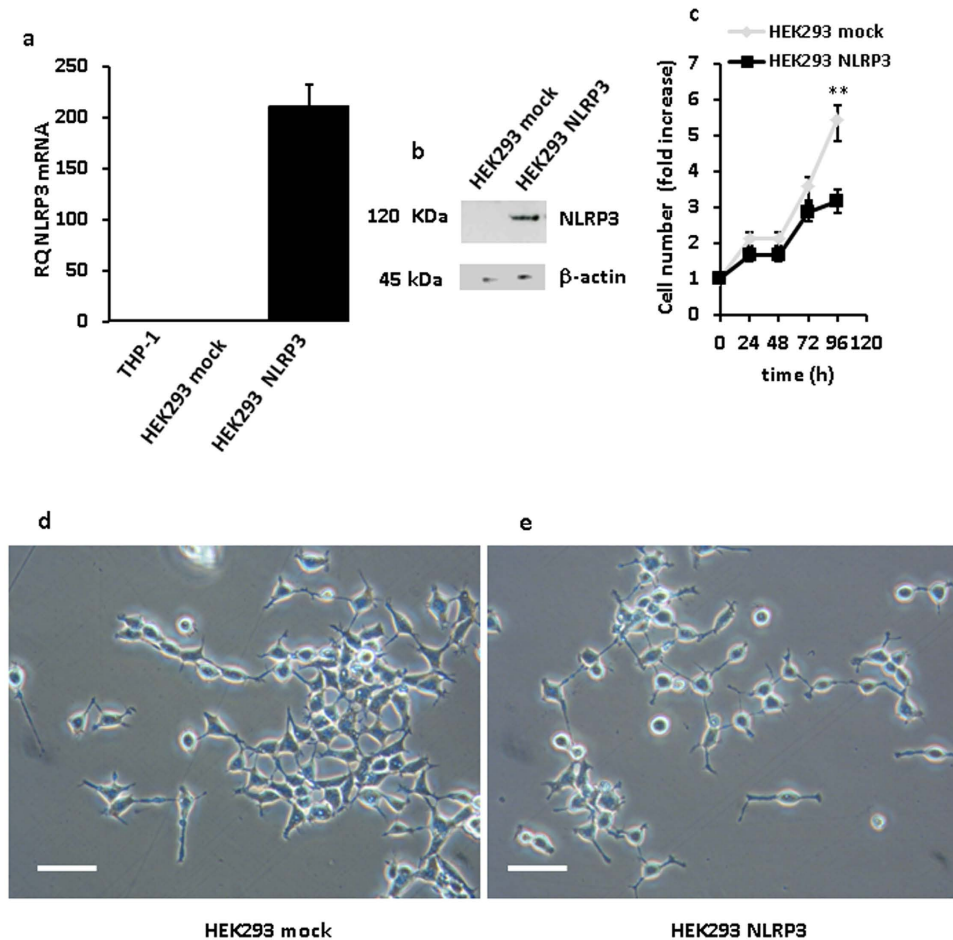 a
250
200
150
100
50
0
RQ NLRP3 mRNA
THP-1
HEK293 mock
HEK293 NLRP3
b
HEK293 mock
HEK293 NLRP3
120 KDa
NLRP3
45 kDa
β-actin
c
HEK293 mock
HEK293 NLRP3
7
6
5
4
3
2
1
0
Cell number (fold increase)
**
0 24 48 72 96 120
time (h)
d
e
HEK293 mock
HEK293 NLRP3